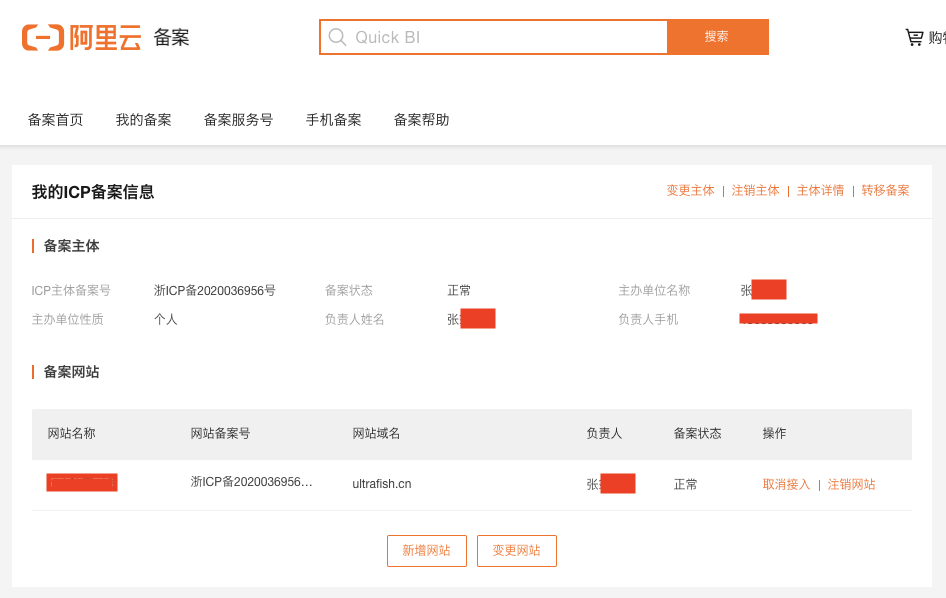 阿里云 备案 Quick BI 搜索 购
备案首页 我的备案 备案服务号 手机备案 备案帮助
我的ICP备案信息 变更主体 | 注销主体 | 主体详情 | 转移备案
备案主体
ICP主体备案号 浙ICP备2020036956号 备案状态 正常 主办单位名称 张
主办单位性质 个人 负责人姓名 张 负责人手机
备案网站
网站名称 网站备案号 网站域名 负责人 备案状态 操作
浙ICP备2020036956... ultrafish.cn 张 正常 取消接入 | 注销网站
新增网站 变更网站